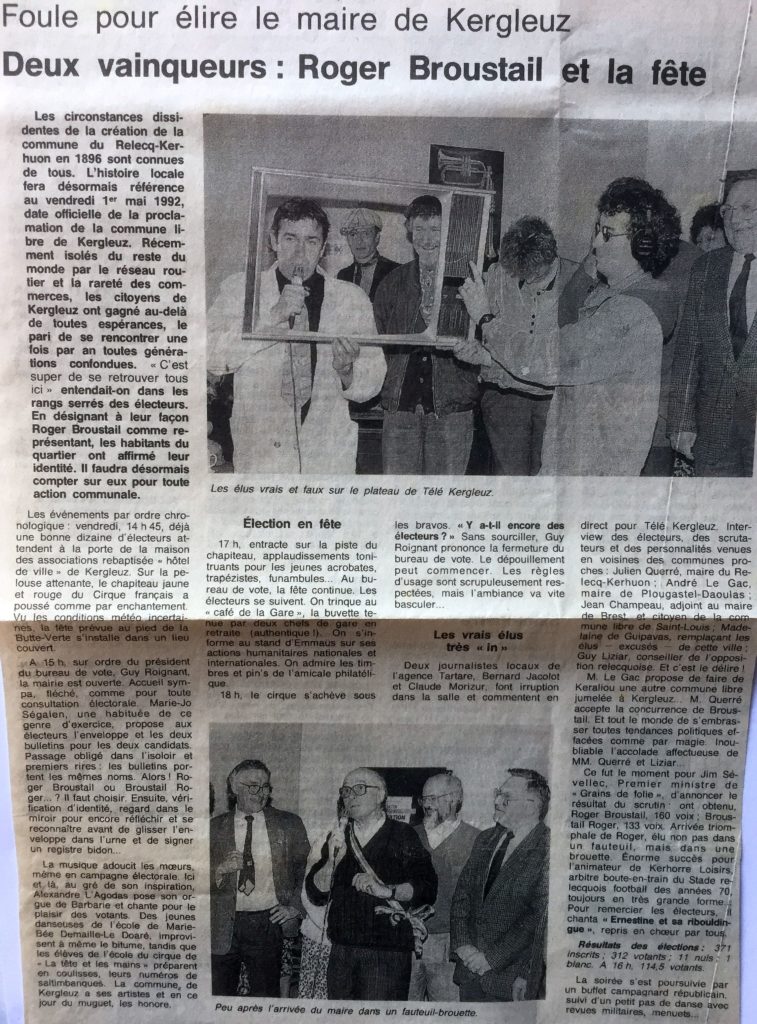 Foule pour élire le maire de Kergleuz
Deux vainqueurs : Roger Broustail et la fête
Les circonstances dissi-
dentes de la création de la
commune du Relecq-Ker-
huon en 1896 sont connues
de tous. L'histoire locale
fera désormais référence
au vendredi 1er mai 1992,
date officielle de la procla-
mation de la commune li-
bre de Kergleuz. Récem-
ment isolés du reste du
monde par le réseau rou-
tier et la rareté des com-
merces, les citoyens de
Kergleuz ont gagné au-delà
de toutes espérances, le
pari de se rencontrer une
fois par an toutes généra-
tions confondues. « C'est
super de se retrouver tous
ici » entendait-on dans les
rangs serrés des électeurs.
En désignant à leur façon
Roger Broustail comme re-
présentant, les habitants du
quartier ont affirmé leur
identité. Il faudra désormais
compter sur eux pour toute
action communale.
Les événements par ordre chro-
nologique : vendredi, 14 h 45, déjà
une bonne dizaine d'électeurs at-
tendent à la porte de la maison
des associations rebaptisée « hôtel
de ville » de Kergleuz. Sur la pe-
louse attenante, le chapiteau jaune
et rouge du Cirque français a
poussé comme par enchantement.
Vu les conditions météo incertai-
nes, la fête prévue au pied de la
Butte-Verte s'installe dans un lieu
couvert.
A 15 h, sur ordre du président
du bureau de vote, Guy Roignant,
la mairie est ouverte. Accueil sym-
pa, fléché, comme pour toute
consultation électorale. Marie-Jo
Ségalen, une habituée de ce
genre d'exercice, propose aux
électeurs l'enveloppe et les deux
bulletins pour les deux candidats.
Passage obligé dans l'isoloir et
premiers rires : les bulletins por-
tent les mêmes noms. Alors ! Ro-
ger Broustail ou Broustail Ro-
ger... ? Il faut choisir. Ensuite, véri-
fication d'identité, regard dans le
miroir pour encore réfléchir et se
reconnaître avant de glisser l'en-
veloppe dans l'urne et de signer
un registre bidon...
La musique adoucit les mœurs,
même en campagne électorale. Ici
et là, au gré de son inspiration,
Alexandre L'Agodas pose son
orgue de Barbarie et chante pour le
plaisir des votants. Des jeunes
danseuses de l'école de Marie-
Bée Demaille-Le Doaré, improvi-
sent à même le bitume, tandis que
les élèves de l'école du cirque de
« La tête et les mains » préparent
en coulisses, leurs numéros de
saltimbanques. La commune, de
Kergleuz a ses artistes et en ce
jour du muguet, les honore.
Les élus vrais et faux sur le plateau de Télé Kergleuz.
Élection en fête
17 h, entracte sur la piste du
chapiteau, applaudissements toni-
truants pour les jeunes acrobates,
trapézistes, funambules... Au bu-
reau de vote, la fête continue. Les
électeurs se suivent. On trinque au
« café de la Gare », la buvette te-
nue par deux chefs de gare en
retraite (authentique !). On s'in-
forme au stand d'Emmaüs sur ses
actions humanitaires nationales et
internationales. On admire les tim-
bres et pin's de l'amicale philatéli-
que.
18 h, le cirque s'achève sous
les bravos. « Y a-t-il encore des
électeurs ? » Sans sourciller, Guy
Roignant prononce la fermeture du
bureau de vote. Le dépouillement
peut commencer. Les règles
d'usage sont scrupuleusement res-
pectées, mais l'ambiance va vite
basculer...
Les vrais élus
très « in »
Deux journalistes locaux de
l'agence Tartare, Bernard Jacolot
et Claude Morizur, font irruption
dans la salle et commentent en
direct pour Télé Kergleuz. Interv-
view des électeurs, des scruta-
teurs et des personnalités venues
en voisines des communes pro-
ches : Julien Querré, maire du Re-
lecq-Kerhuon ; André Le Gac,
maire de Plougastel-Daoulas ;
Jean Champeau, adjoint au maire
de Brest et citoyen de la com-
mune libre de Saint-Louis ; Made-
laine de Guipavas, remplaçant les
élus « excusés » de cette ville ;
Guy Liziar, conseiller de l'opposi-
tion relecquoise. Et c'est le délire !
M. Le Gac propose de faire de
Keraliou une autre commune libre
jumelée à Kergleuz... M. Querré
accepte la concurrence de Brous-
tail. Et tout le monde de s'embras-
ser toutes tendances politiques ef-
facées comme par magie. Inou-
bliable l'accolade affectueuse de
MM. Querré et Liziar...
Ce fut le moment pour Jim Sé-
vellec, Premier ministre de
« Grains de folie », d'annoncer le
résultat du scrutin : ont obtenu,
Roger Broustail, 160 voix ; Brous-
tail Roger, 133 voix. Arrivée triom-
phale de Roger, élu non pas dans
un fauteuil, mais dans une
brouette. Énorme succès pour
l'animateur de Kerhorre Loisirs,
arbitre boute-en-train du Stade re-
lecquois football des années 70,
toujours en très grande forme...
Pour remercier les électeurs, il
chanta « Ernestine et sa ribouldin-
gue », repris en chœur par tous.
Résultats des élections : 371
inscrits ; 312 votants ; 11 nuls ; 1
blanc. A 16 h, 114,5 votants.
La soirée s'est poursuivie par
un buffet campagnard républicain,
suivi d'un petit pas de danse avec
revues militaires, menuets...
Peu après l'arrivée du maire dans un fauteuil-brouette.